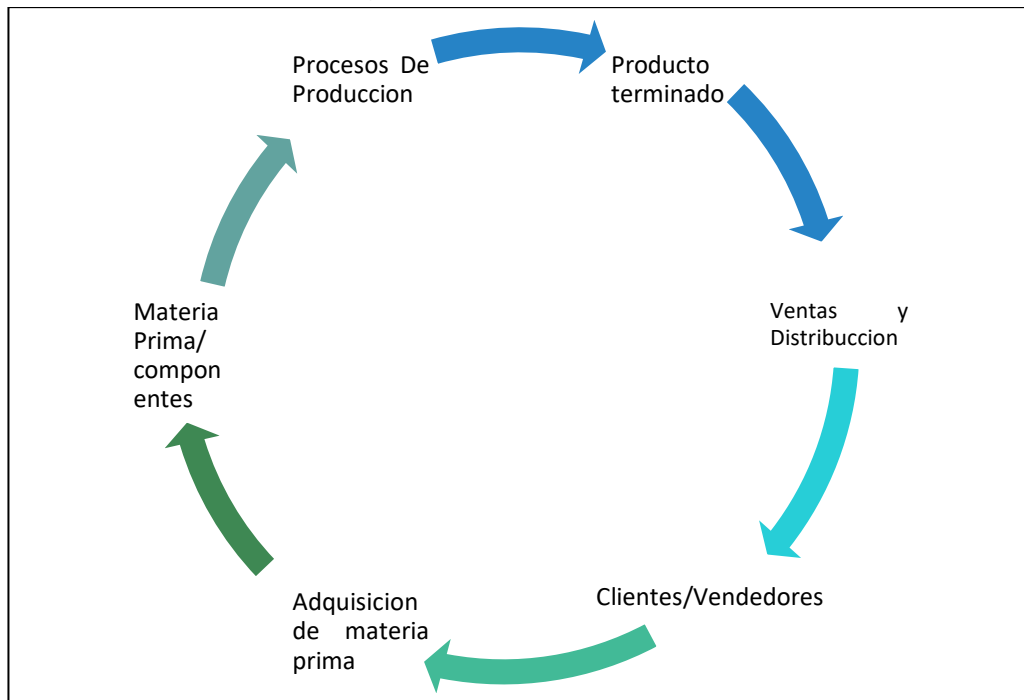 Procesos De
Produccion
Producto
terminado
Ventas y
Distribuccion
Clientes/Vendedores
Adquisicion
de materia
prima
Materia
Prima/
compon
entes